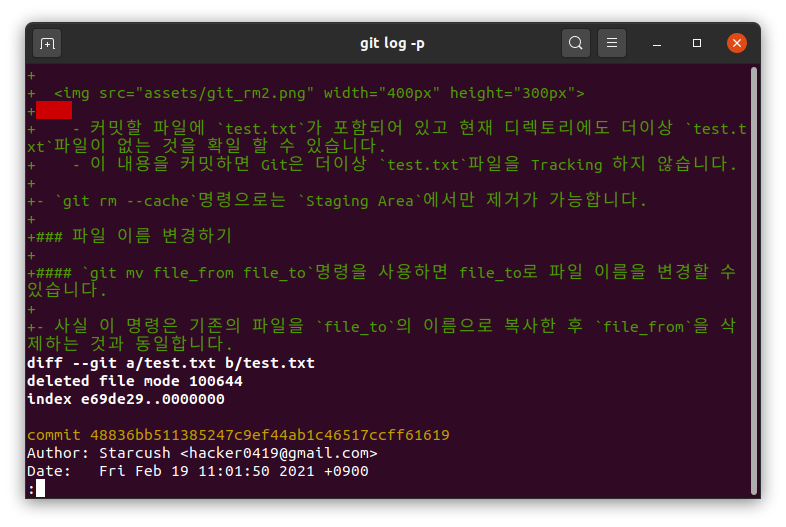 git log -p
+
+  <img src="assets/git_rm2.png" width="400px" height="300px">
+
+    - 커밋할 파일에 `test.txt`가 포함되어 있고 현재 디렉토리에도 더이상 `test.t
xt`파일이 없는 것을 확일 할 수 있습니다.
+    - 이 내용을 커밋하면 Git은 더이상 `test.txt`파일을 Tracking 하지 않습니다.
+
+- `git rm --cache`명령으로는 `Staging Area`에서만 제거가 가능합니다.
+
+### 파일 이름 변경하기
+
+#### `git mv file_from file_to`명령을 사용하면 file_to로 파일 이름을 변경할 수
있습니다.
+
+- 사실 이 명령은 기존의 파일을 `file_to`의 이름으로 복사한 후 `file_from`을 삭
제하는 것과 동일합니다.
diff --git a/test.txt b/test.txt
deleted file mode 100644
index e69de29..0000000

commit 48836bb511385247c9ef44ab1c46517ccff61619
Author: Starcush <hacker0419@gmail.com>
Date:   Fri Feb 19 11:01:50 2021 +0900
: